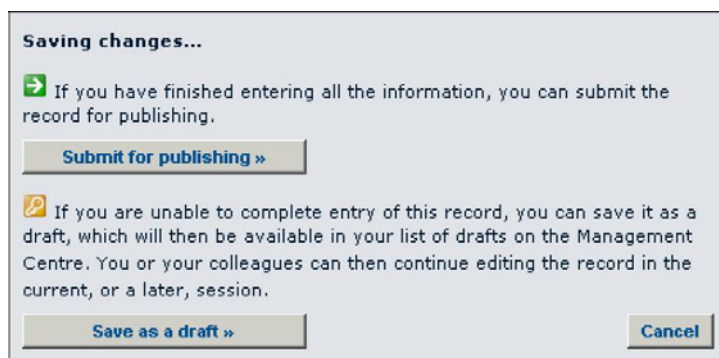 Saving changes...
If you have finished entering all the information, you can submit the
record for publishing.
Submit for publishing »
If you are unable to complete entry of this record, you can save it as a
draft, which will then be available in your list of drafts on the Management
Centre. You or your colleagues can then continue editing the record in the
current, or a later, session.
Save as a draft »
Cancel